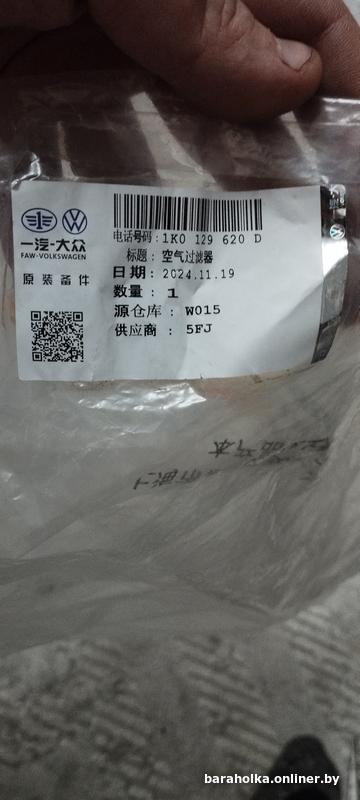 电话号码:1K0 129 620 D
标题: 空气过滤器
日期: 2024.11.19
数量: 1
源仓库: W015
供应商: 5FJ
一汽-大众
FAW-VOLKSWAGEN
原装备件
baraholka.onliner.by